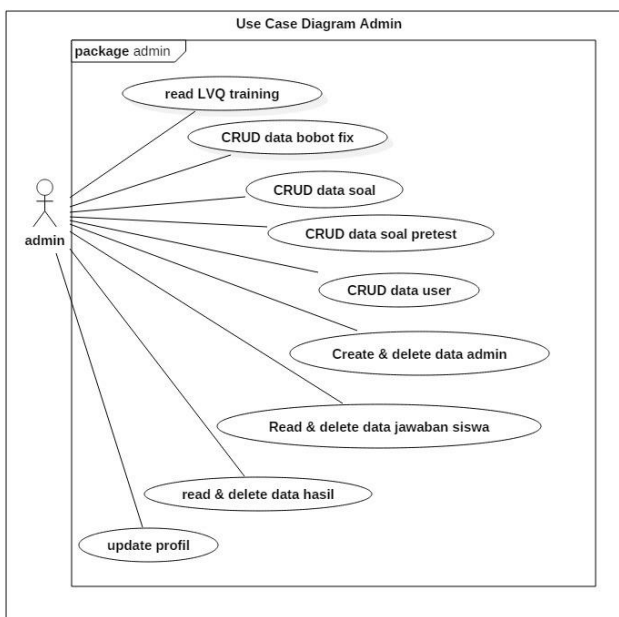 Use Case Diagram Admin
package admin
read LVQ training
CRUD data bobot fix
CRUD data soal
CRUD data soal pretest
admin
CRUD data user
Create & delete data admin
Read & delete data jawaban siswa
read & delete data hasil
update profil